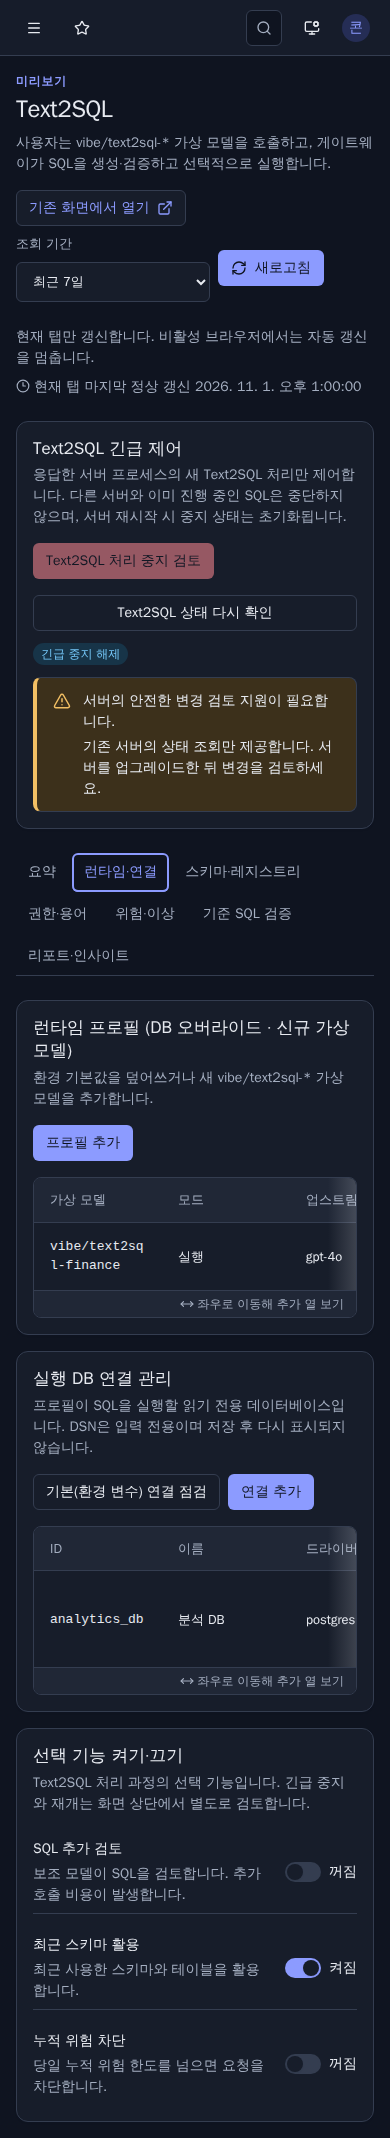 콘
미리보기
Text2SQL
사용자는 vibe/text2sql-* 가상 모델을 호출하고, 게이트웨
이가 SQL을 생성·검증하고 선택적으로 실행합니다.
기존 화면에서 열기
조회 기간
최근 7일
새로고침
현재 탭만 갱신합니다. 비활성 브라우저에서는 자동 갱신
을 멈춥니다.
현재 탭 마지막 정상 갱신 2026. 11. 1. 오후 1:00:00
Text2SQL 긴급 제어
응답한 서버 프로세스의 새 Text2SQL 처리만 제어합
니다. 다른 서버와 이미 진행 중인 SQL은 중단하지
않으며, 서버 재시작 시 중지 상태는 초기화됩니다.
Text2SQL 처리 중지 검토
Text2SQL 상태 다시 확인
긴급 중지 해제
서버의 안전한 변경 검토 지원이 필요합
니다.
기존 서버의 상태 조회만 제공합니다. 서
버를 업그레이드한 뒤 변경을 검토하세
요.
요약 런타임·연결 스키마·레지스트리
권한·용어 위험·이상 기준 SQL 검증
리포트·인사이트
런타임 프로필 (DB 오버라이드 · 신규 가상
모델)
환경 기본값을 덮어쓰거나 새 vibe/text2sql-* 가상
모델을 추가합니다.
프로필 추가
가상 모델 모드 업스트림
vibe/text2sq
l-finance
실행 gpt-4o
좌우로 이동해 추가 열 보기
실행 DB 연결 관리
프로필이 SQL을 실행할 읽기 전용 데이터베이스입
니다. DSN은 입력 전용이며 저장 후 다시 표시되지
않습니다.
기본(환경 변수) 연결 점검 연결 추가
ID 이름 드라이버
analytics_db 분석 DB postgres
좌우로 이동해 추가 열 보기
선택 기능 켜기·끄기
Text2SQL 처리 과정의 선택 기능입니다. 긴급 중지
와 재개는 화면 상단에서 별도로 검토합니다.
SQL 추가 검토
보조 모델이 SQL을 검토합니다. 추가
호출 비용이 발생합니다.
꺼짐
최근 스키마 활용
최근 사용한 스키마와 테이블을 활용
합니다.
켜짐
누적 위험 차단
당일 누적 위험 한도를 넘으면 요청을
차단합니다.
꺼짐